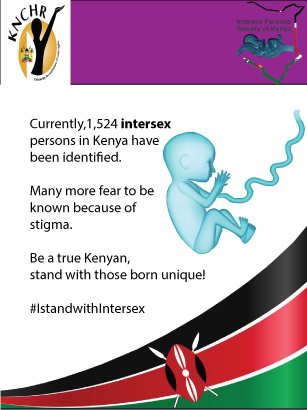 KNCHR
Intersex Persons
Society of Kenya
Currently,1,524 intersex
persons in Kenya have
been identified.
Many more fear to be
known because of
stigma.
Be a true Kenyan,
stand with those born unique!
#IstandwithIntersex